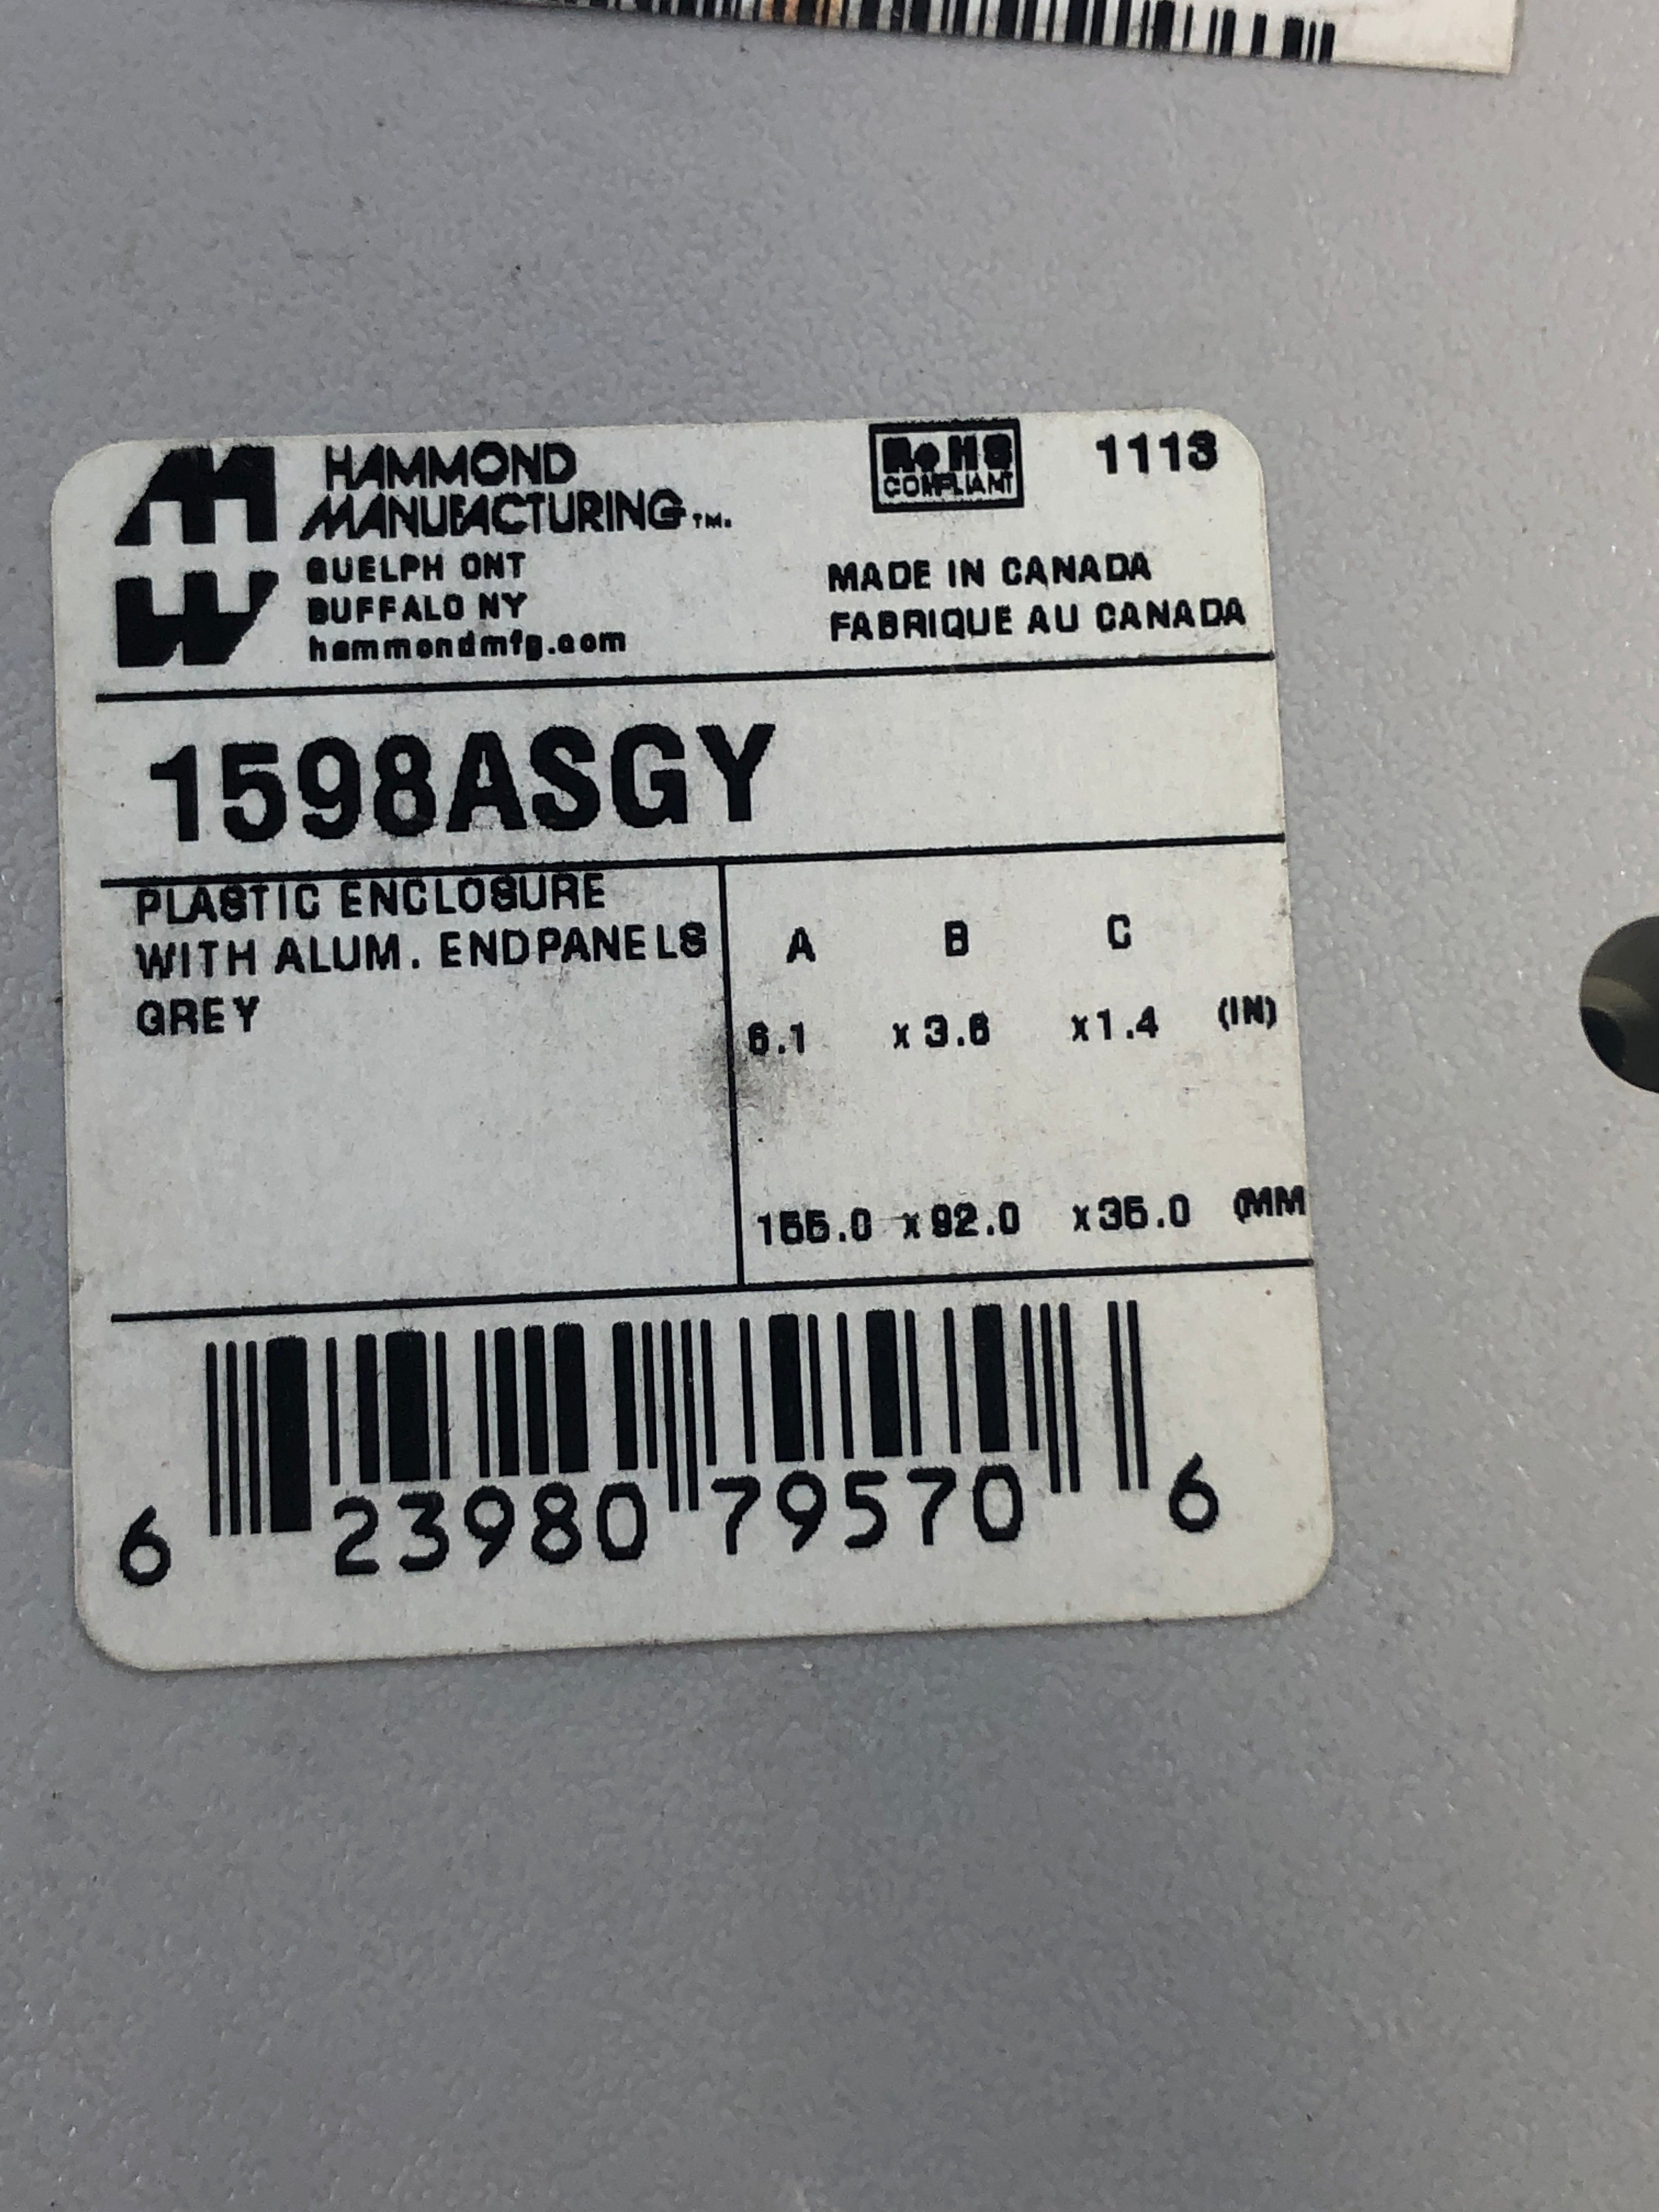 HAMMOND
MANUFACTURING TM.
GUELPH ONT
BUFFALO NY
hammondmfg.com
RoHS
COMPLIANT
1113
MADE IN CANADA
FABRIQUE AU CANADA
1598ASGY
PLASTIC ENCLOSURE
WITH ALUM. ENDPANELS
GREY
A B C
6.1 x 3.6 x 1.4 (IN)
155.0 x 92.0 x 35.0 (MM
6 23980 79570 6